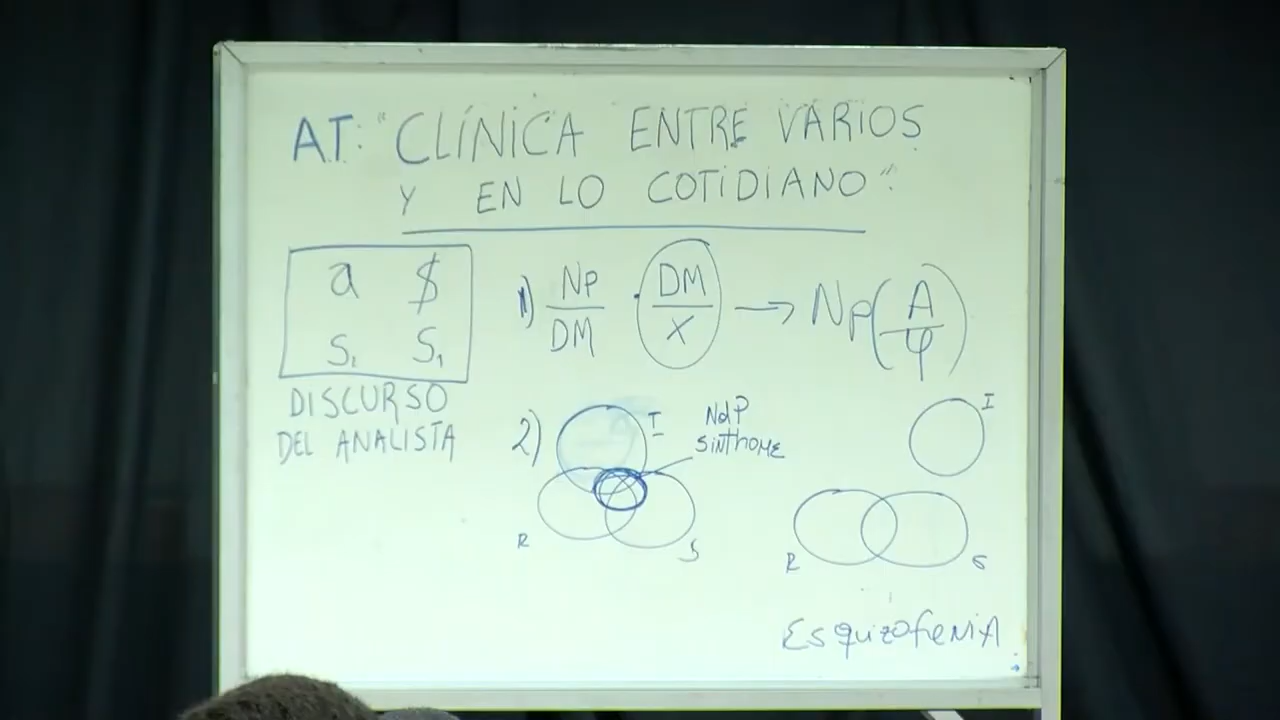 AT: "CLÍNICA ENTRE VARIOS
Y EN LO COTIDIANO".
a $
S₂ S₁
DISCURSO
DEL ANALISTA
1) Np/DM · DM/X → Np(A/φ)
2) I
NdP
SINTHOME
R S
I
R S
EsquizofeniA